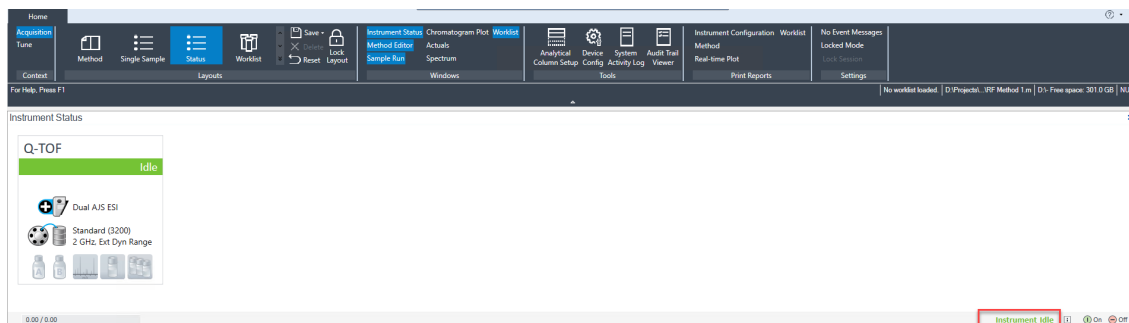 Home
Acquisition
Tune
Context
Method
Single Sample
Status
Worklist
Save
Delete
Reset
Lock
Layout
Layouts
Instrument Status Chromatogram Plot Worklist
Method Editor Actuals
Sample Run Spectrum
Windows
Analytical
Column Setup
Device
Config
System
Activity Log
Audit Trail
Viewer
Tools
Instrument Configuration Worklist
Method
Real-time Plot
Print Reports
No Event Messages
Locked Mode
Lock Session
Settings
For Help, Press F1
No worklist loaded. D:\Projects\...\RF Method 1.m D:\- Free space: 301.0 GB NU
Instrument Status
Q-TOF
Idle
Dual AJS ESI
Standard (3200)
2 GHz, Ext Dyn Range
A B
0.00 / 0.00
Instrument Idle
On Off